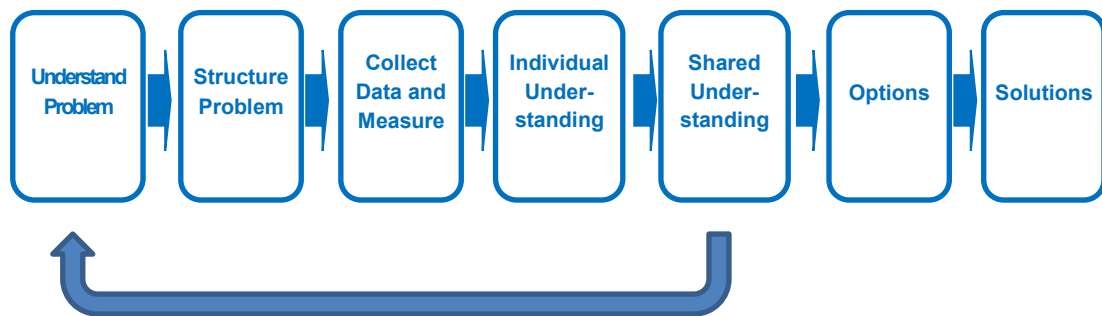 Understand
Problem
Structure
Problem
Collect
Data and
Measure
Individual
Under-
standing
Shared
Under-
standing
Options
Solutions